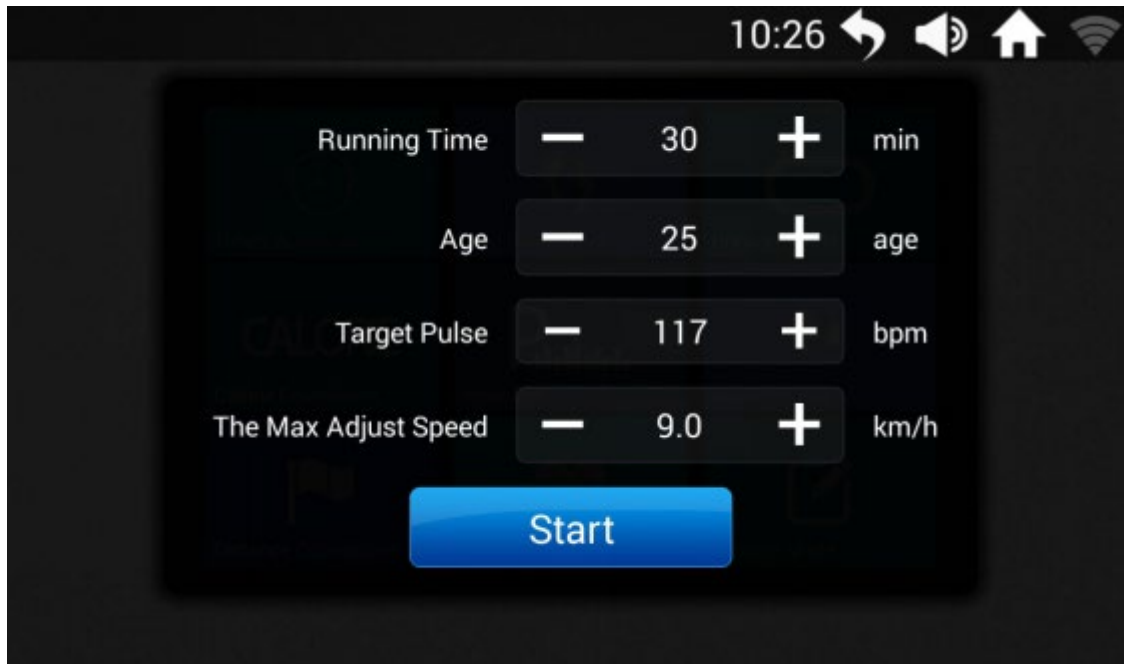 10:26
Running Time − 30 + min
Age − 25 + age
Target Pulse − 117 + bpm
The Max Adjust Speed − 9.0 + km/h
Start